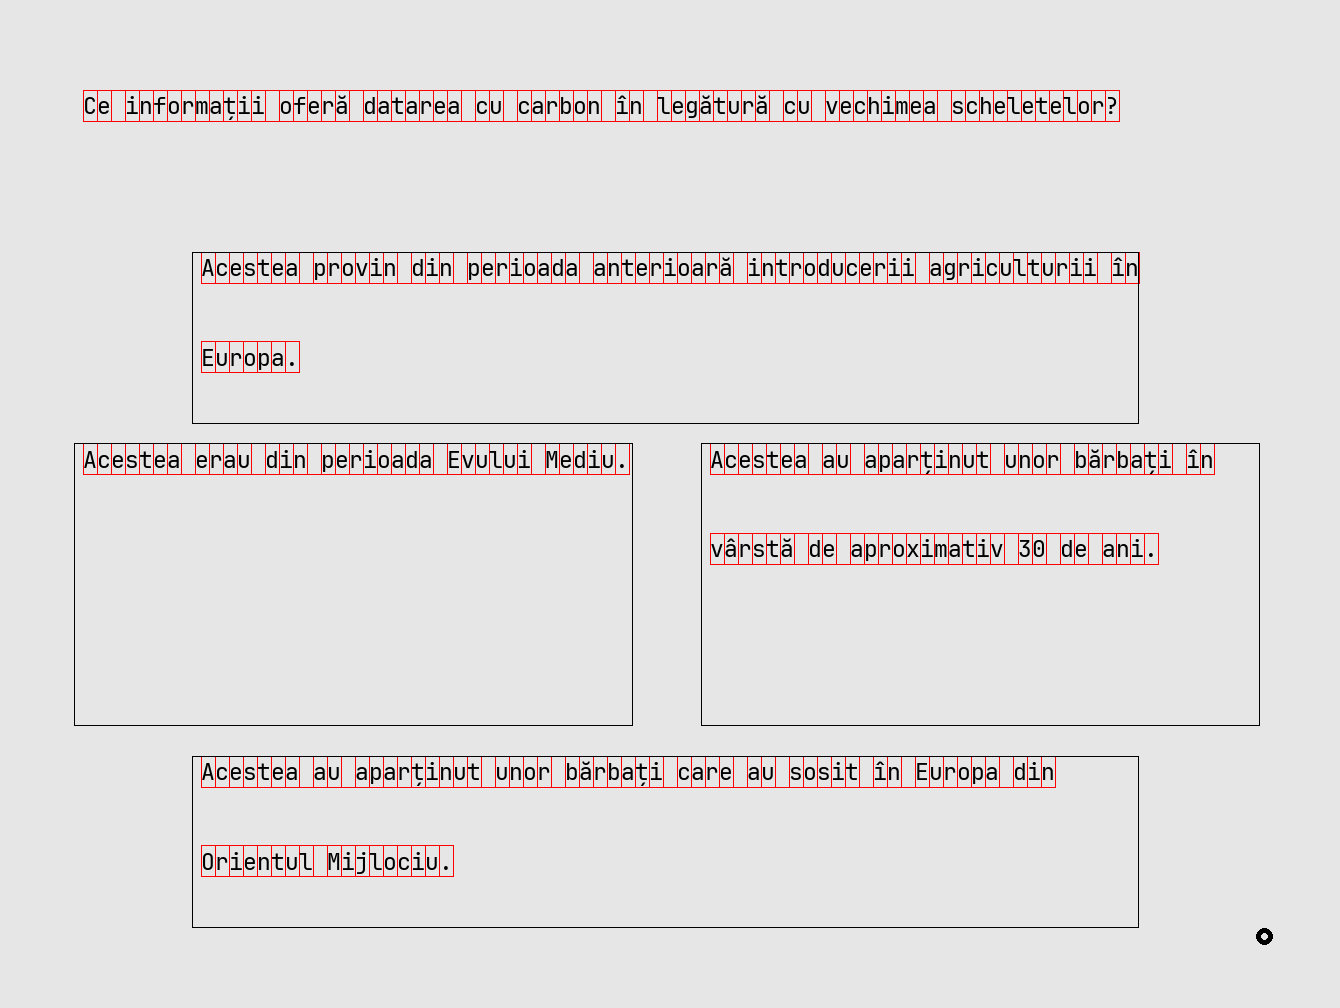 Ce informații oferă datarea cu carbon în legătură cu vechimea scheletelor?
Acestea provin din perioada anterioară introducerii agriculturii în
Europa.
Acestea erau din perioada Evului Mediu.
Acestea au aparținut unor bărbați în
vârstă de aproximativ 30 de ani.
Acestea au aparținut unor bărbați care au sosit în Europa din
Orientul Mijlociu.